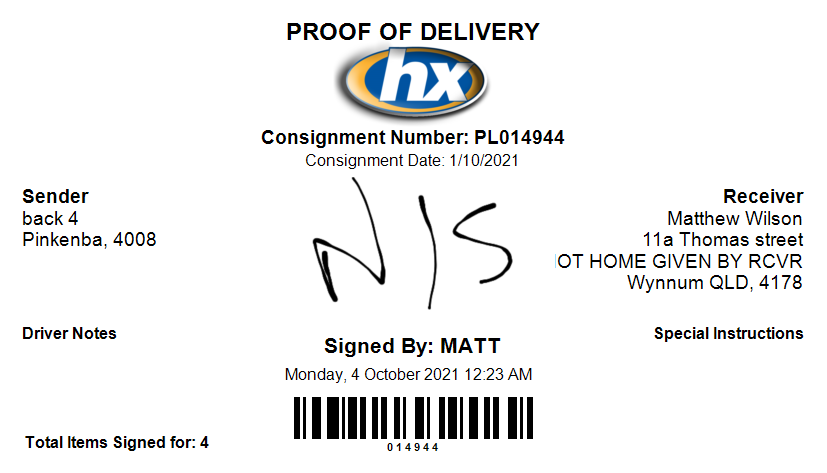 PROOF OF DELIVERY
hx
Consignment Number: PL014944
Consignment Date: 1/10/2021
Sender
back 4
Pinkenba, 4008
N/S
Receiver
Matthew Wilson
11a Thomas street
OT HOME GIVEN BY RCVR
Wynnum QLD, 4178
Driver Notes
Signed By: MATT
Special Instructions
Monday, 4 October 2021 12:23 AM
Total Items Signed for: 4
014944